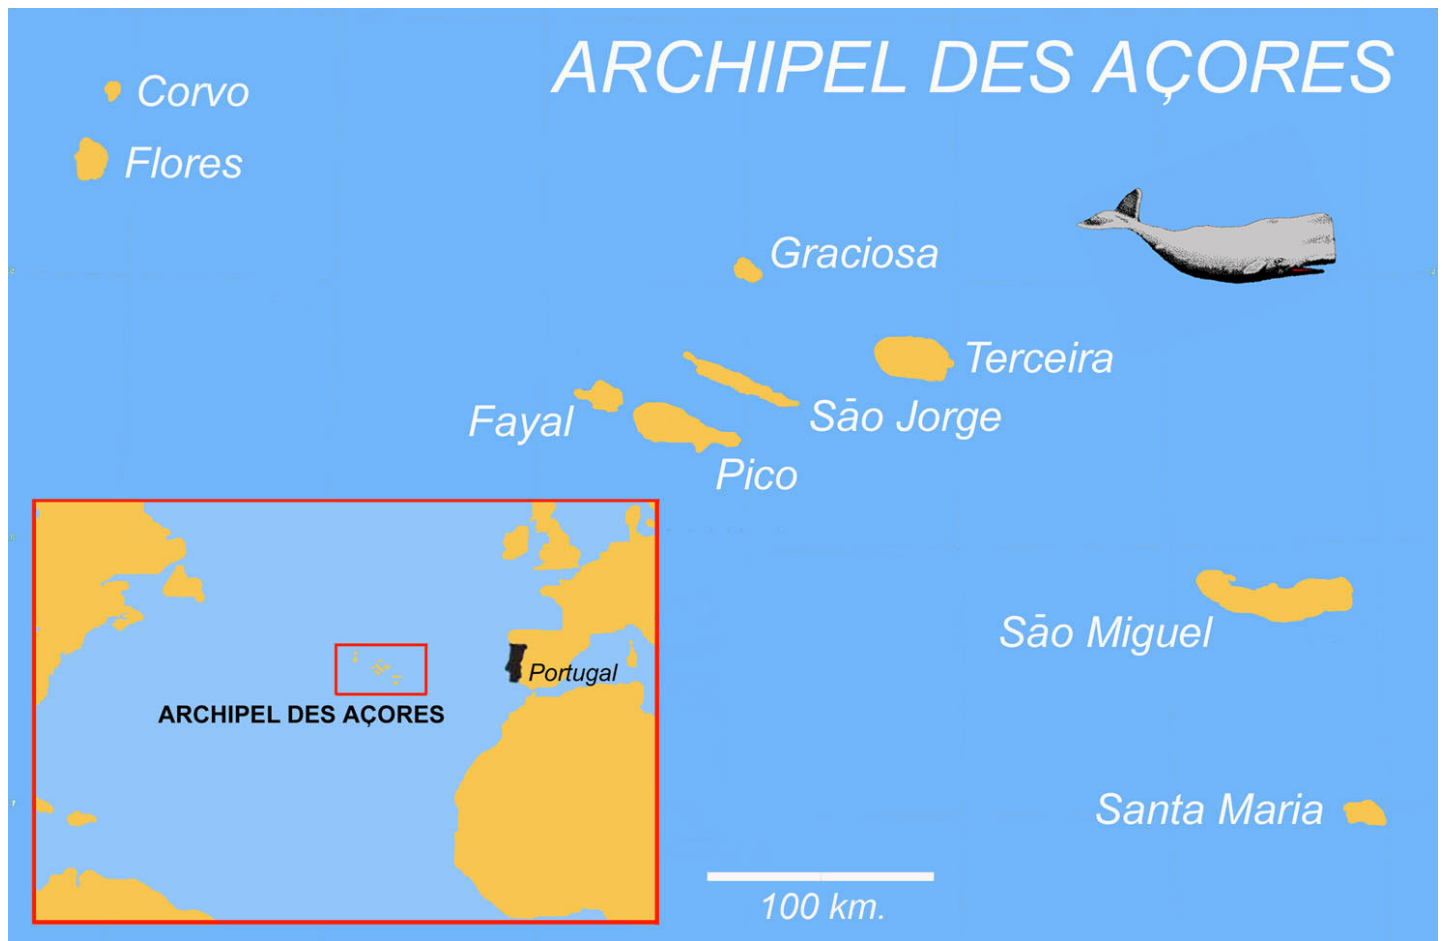 ARCHIPEL DES AÇORES
Corvo
Flores
Graciosa
Terceira
São Jorge
Fayal
Pico
São Miguel
Santa Maria
100 km.
Portugal
ARCHIPEL DES AÇORES